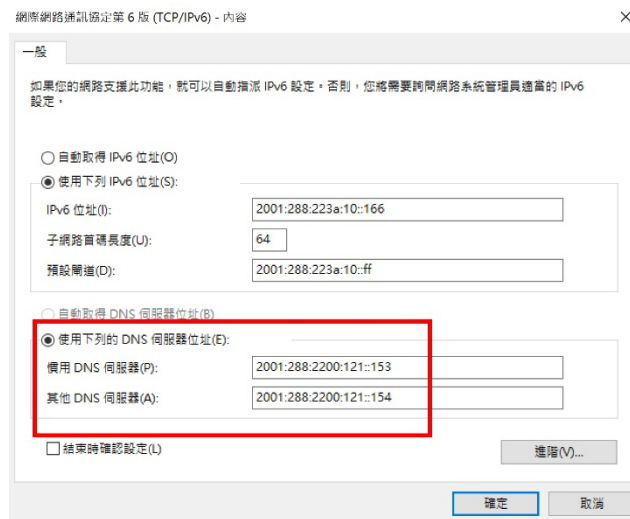 網際網路通訊協定第 6 版 (TCP/IPv6) - 內容
一般
如果您的網路支援此功能，就可以自動指派 IPv6 設定。否則，您將需要詢問網路系統管理員適當的 IPv6
設定。
自動取得 IPv6 位址(O)
使用下列 IPv6 位址(S):
IPv6 位址(I):
2001:288:223a:10::166
子網路首碼長度(U):
64
預設閘道(D):
2001:288:223a:10::ff
自動取得 DNS 伺服器位址(B)
使用下列的 DNS 伺服器位址(E):
慣用 DNS 伺服器(P):
2001:288:2200:121::153
其他 DNS 伺服器(A):
2001:288:2200:121::154
結束時確認設定(L)
進階(V)...
確定
取消